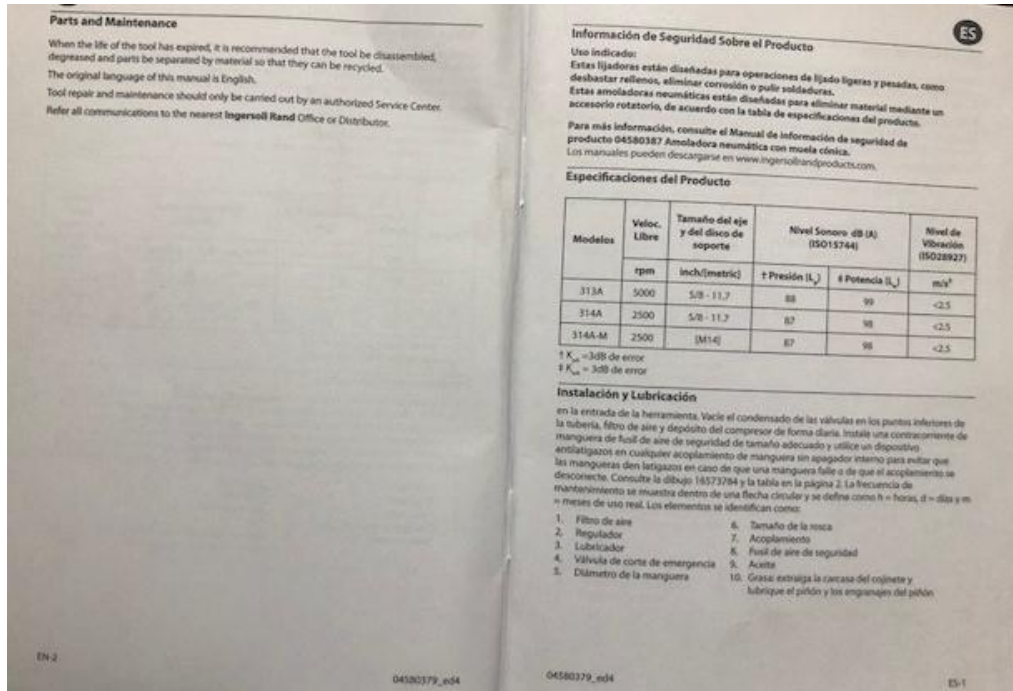 Parts and Maintenance
When the life of the tool has expired, it is recommended that the tool be disassembled,
degreased and parts be separated by material so that they can be recycled.
The original language of this manual is English.
Tool repair and maintenance should only be carried out by an authorized Service Center.
Refer all communications to the nearest Ingersoll Rand Office or Distributor.
EN-2
04580379_ed4
ES
Información de Seguridad Sobre el Producto
Uso indicado:
Estas lijadoras están diseñadas para operaciones de lijado ligeras y pesadas, como
desbastar rellenos, eliminar corrosión o pulir soldaduras.
Estas amoladoras neumáticas están diseñadas para eliminar material mediante un
accesorio rotatorio, de acuerdo con la tabla de especificaciones del producto.
Para más información, consulte el Manual de información de seguridad de
producto 04580387 Amoladora neumática con muela cónica.
Los manuales pueden descargarse en www.ingersollrandproducts.com.
Especificaciones del Producto
Modelos Veloc. Libre Tamaño del eje y del disco de soporte Nivel Sonoro dB (A) (ISO15744) Nivel de Vibración (ISO28927)
rpm inch/[metric] † Presión (Lp) ‡ Potencia (Lw) m/s²
313A 5000 5/8 - 11.7 88 99 <2.5
314A 2500 5/8 - 11.7 87 98 <2.5
314A-M 2500 [M14] 87 98 <2.5
† KpA =3dB de error
‡ KwA = 3dB de error
Instalación y Lubricación
en la entrada de la herramienta. Vacíe el condensado de las válvulas en los puntos inferiores de
la tubería, filtro de aire y depósito del compresor de forma diaria. Instale una contracorriente de
manguera de fusil de aire de seguridad de tamaño adecuado y utilice un dispositivo
antilatigazos en cualquier acoplamiento de manguera sin apagador interno para evitar que
las mangueras den latigazos en caso de que una manguera falle o de que el acoplamiento se
desconecte. Consulte la dibujo 16573784 y la tabla en la página 2. La frecuencia de
mantenimiento se muestra dentro de una flecha circular y se define como h = horas, d = días y m
= meses de uso real. Los elementos se identifican como:
1. Filtro de aire
2. Regulador
3. Lubricador
4. Válvula de corte de emergencia
5. Diámetro de la manguera
6. Tamaño de la rosca
7. Acoplamiento
8. Fusil de aire de seguridad
9. Aceite
10. Grasa: extraiga la carcasa del cojinete y
lubrique el piñón y los engranajes del piñón
04580379_ed4
ES-1